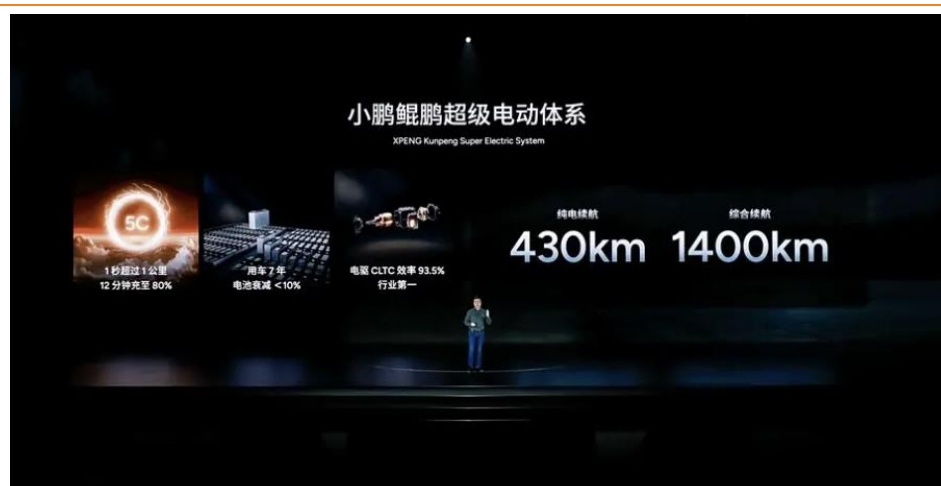 小鹏鲲鹏超级电动体系
XPENG Kunpeng Super Electric System
5C
1秒超过1公里
12分钟充至80%
用车7年
电池衰减 <10%
电驱 CLTC 效率 93.5%
行业第一
纯电续航
430km
综合续航
1400km